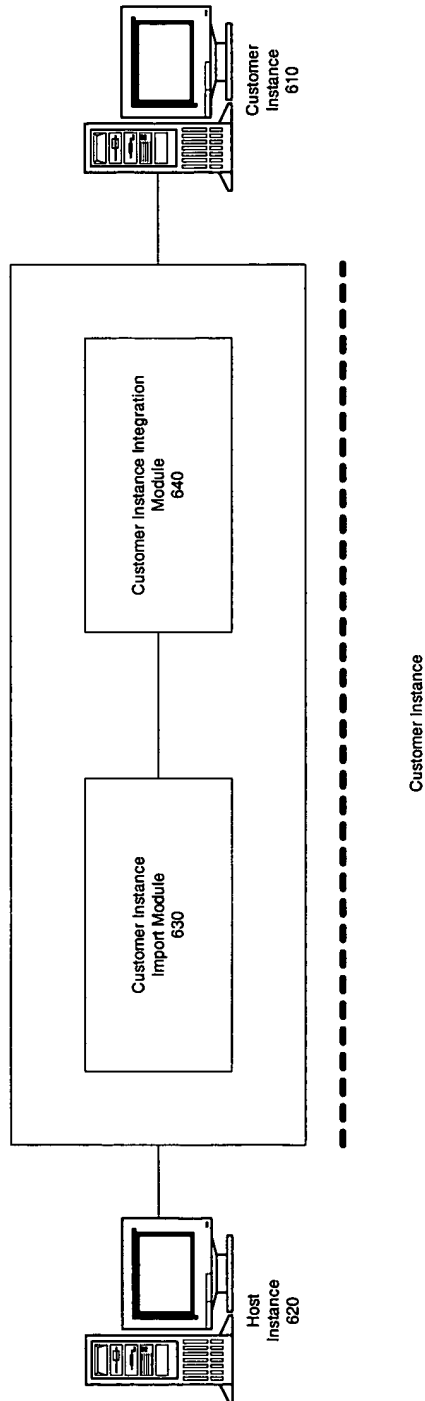 Host
Instance
620
Customer Instance
Import Module
630
Customer Instance Integration
Module
640
Customer
Instance
610
Customer Instance